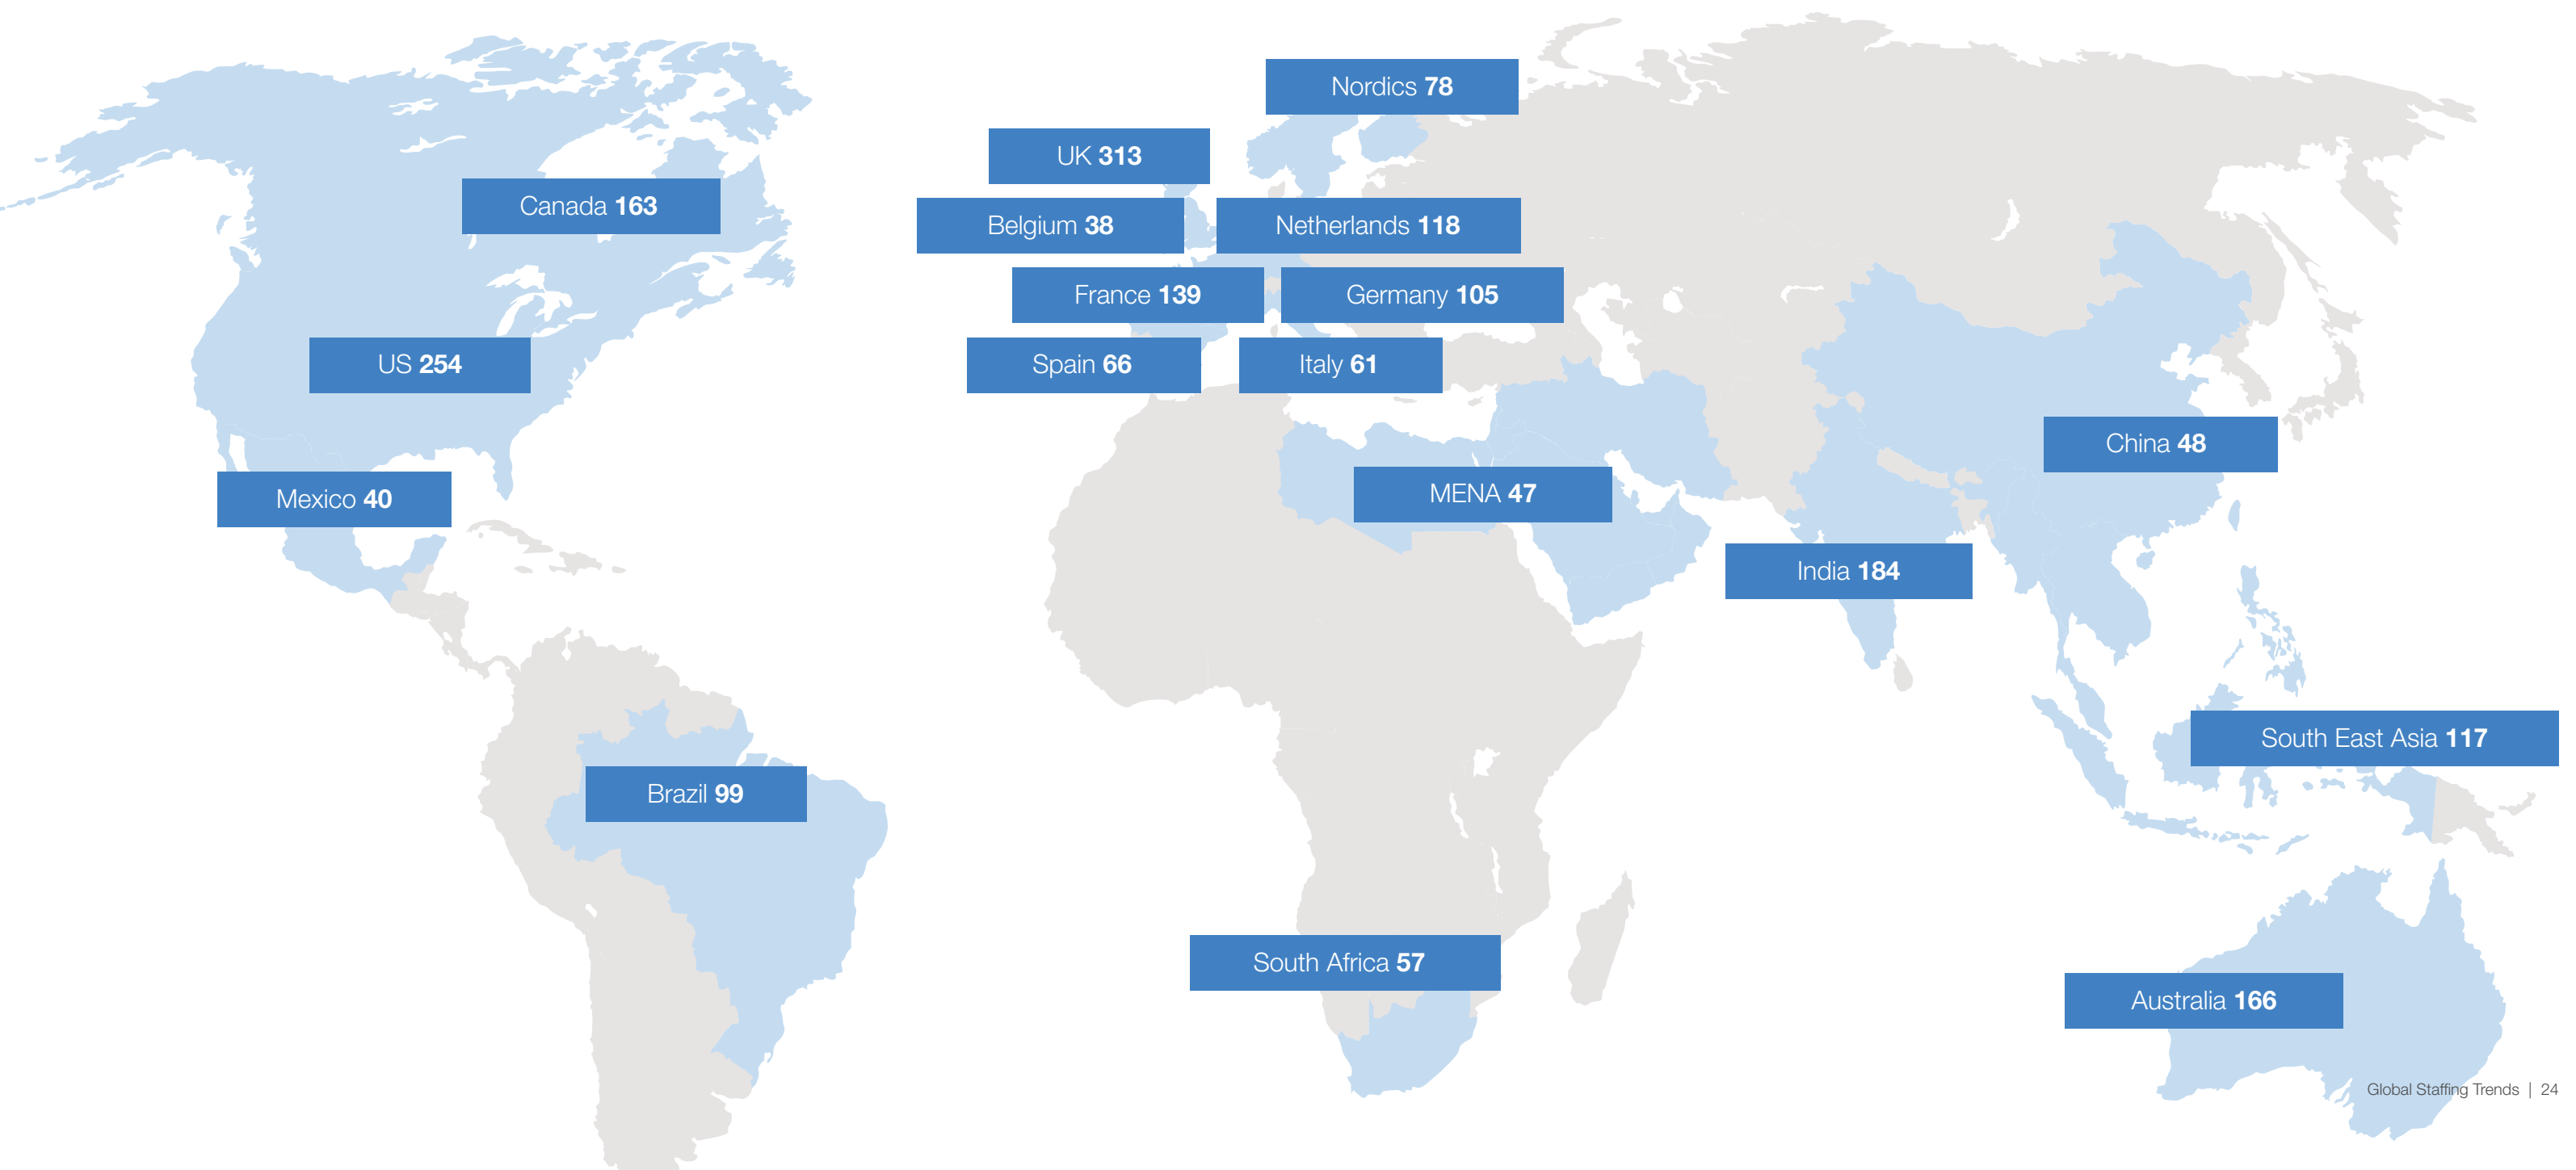 Nordics 78
UK 313
Canada 163
Belgium 38
Netherlands 118
France 139
Germany 105
US 254
Spain 66
Italy 61
China 48
Mexico 40
MENA 47
India 184
South East Asia 117
Brazil 99
South Africa 57
Australia 166
Global Staffing Trends | 24